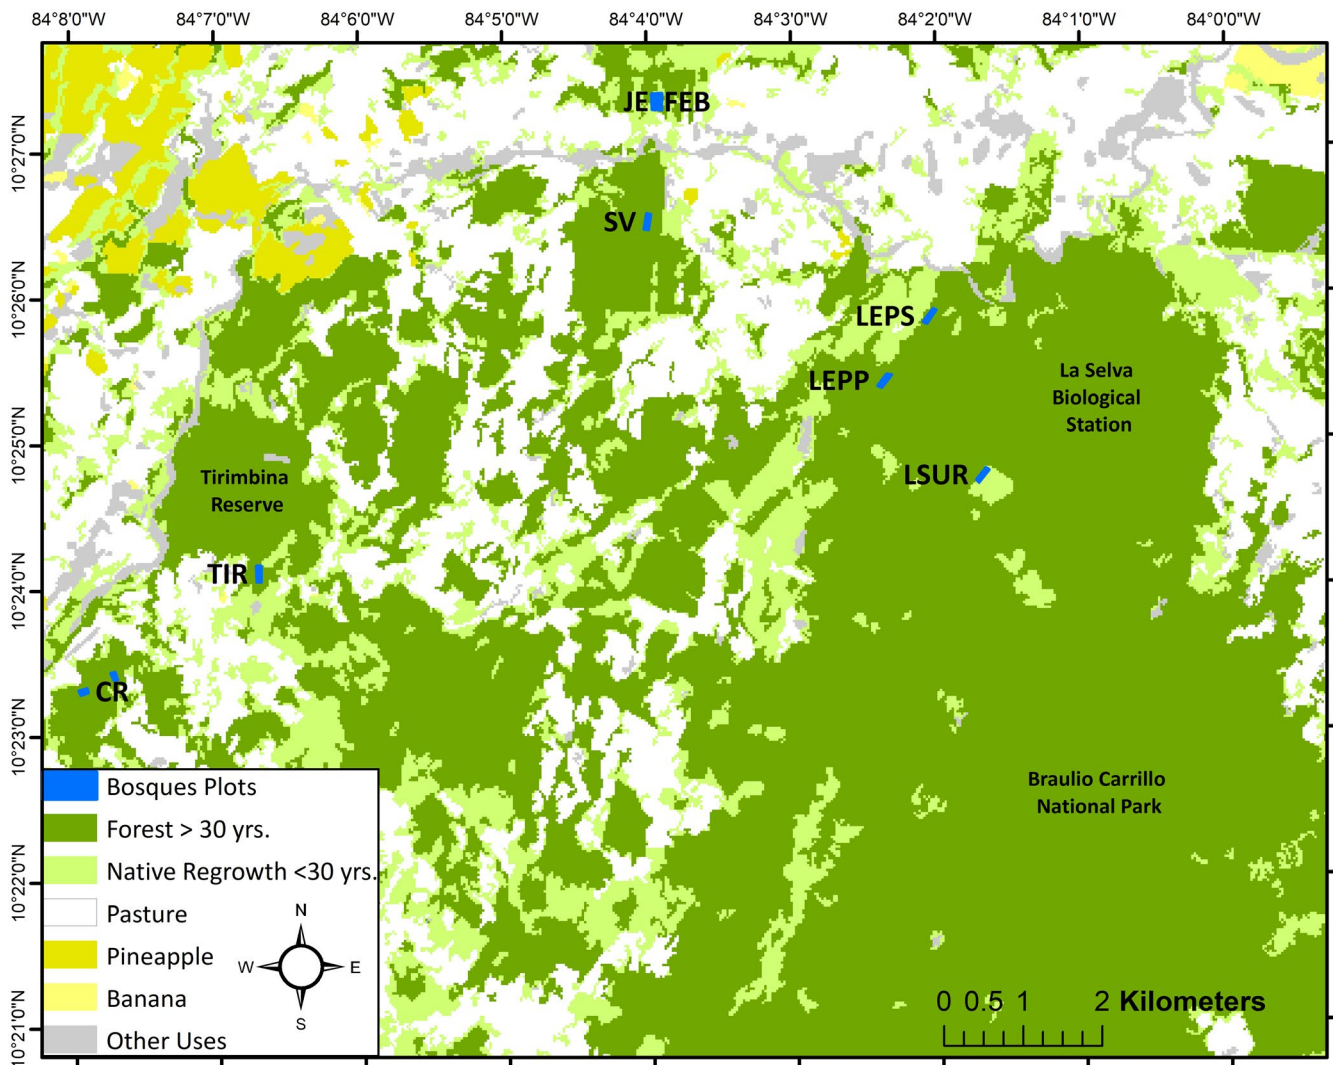 84°8'0"W 84°7'0"W 84°6'0"W 84°5'0"W 84°4'0"W 84°3'0"W 84°2'0"W 84°1'0"W 84°0'0"W
10°27'0"N
10°26'0"N
10°25'0"N
10°24'0"N
10°23'0"N
10°22'0"N
10°21'0"N
JE FEB
SV
LEPS
LEPP
La Selva
Biological
Station
LSUR
Tirimbina
Reserve
TIR
CR
Braulio Carrillo
National Park
Bosques Plots
Forest > 30 yrs.
Native Regrowth <30 yrs.
Pasture
Pineapple
Banana
Other Uses
N
W E
S
0 0.5 1 2 Kilometers